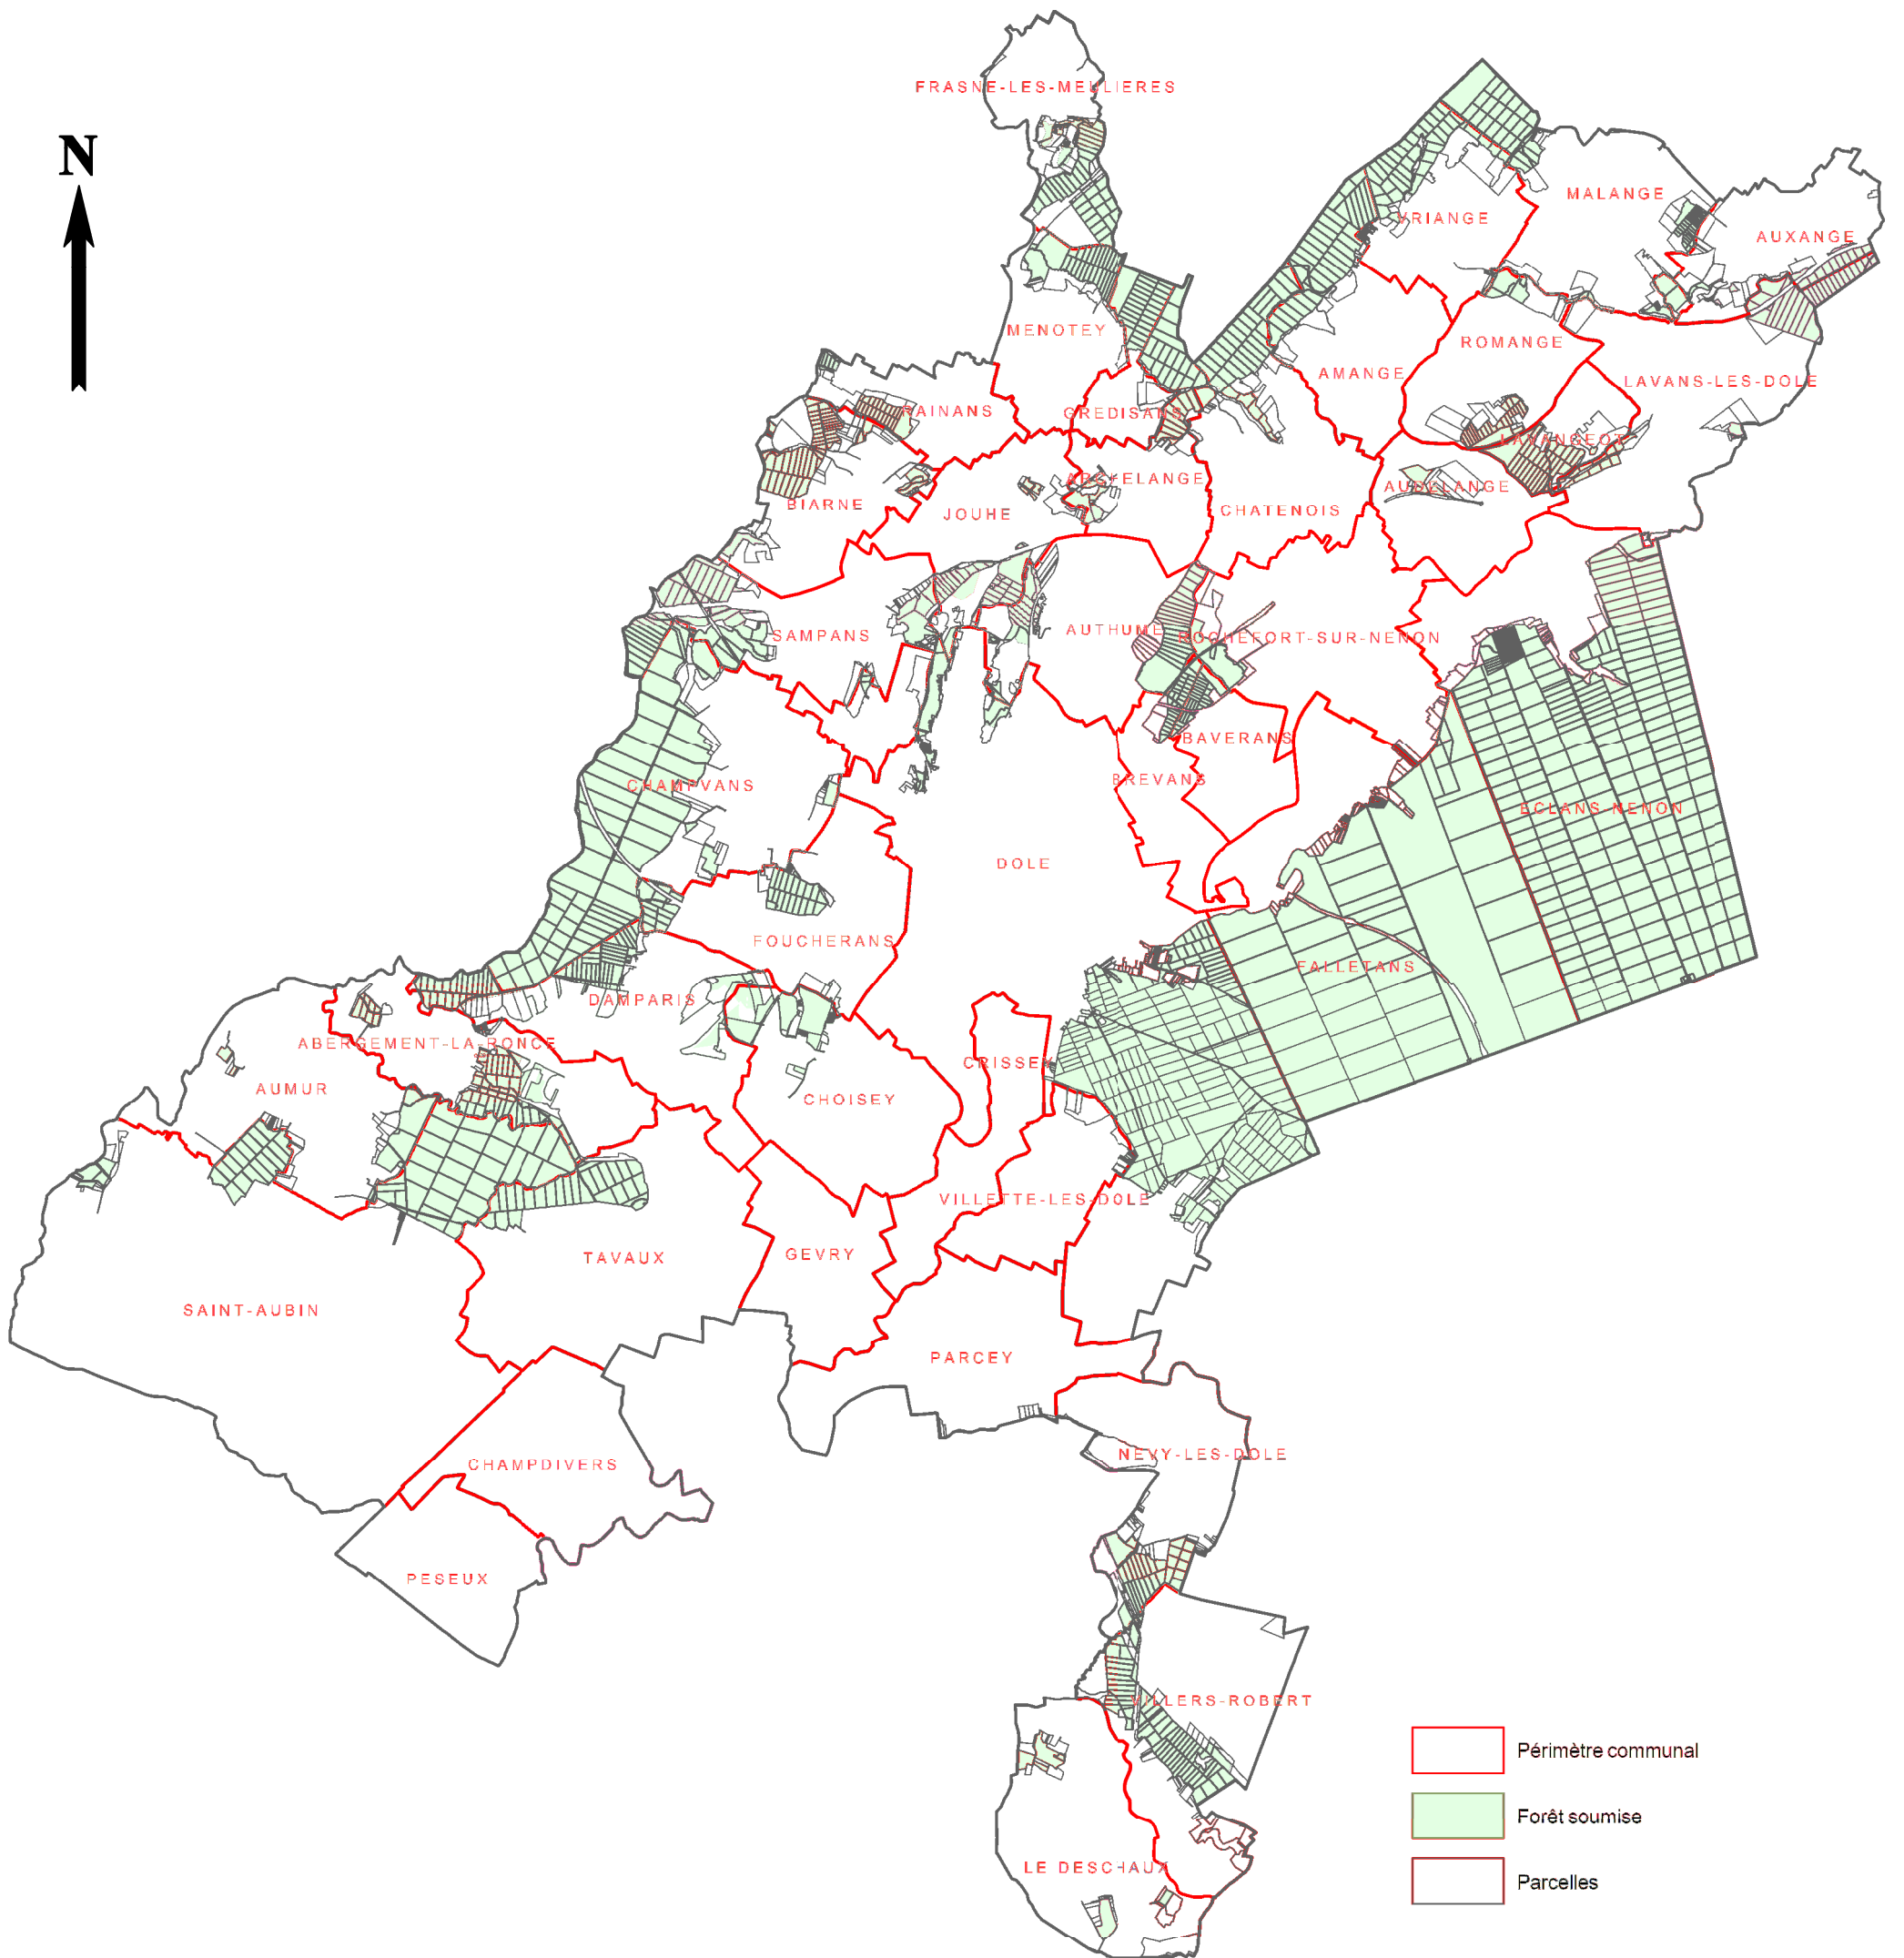 FRASNE-LES-MEULIERES
N
MALANGE
VRIANGE
AUXANGE
MENOTEY
ROMANGE
AMANGE
LAVANS-LES-DOLE
RAINANS
GREDISANS
LAVANGEOT
ARCHELANGE
AUDELANGE
BIARNE
JOUHE
CHATENOIS
SAMPANS
AUTHUME
ROCHEFORT-SUR-NENON
BAVERANS
CHAMPVANS
BREVANS
ECLANS-NENON
DOLE
FOUCHERANS
FALLETANS
DAMPARIS
ABERGEMENT-LA-RONCE
CRISSEY
AUMUR
CHOISEY
VILLETTE-LES-DOLE
TAVAUX
GEVRY
SAINT-AUBIN
PARCEY
CHAMPDIVERS
NEVY-LES-DOLE
PESEUX
VILLERS-ROBERT
LE DESCHAUX
Périmètre communal
Forêt soumise
Parcelles